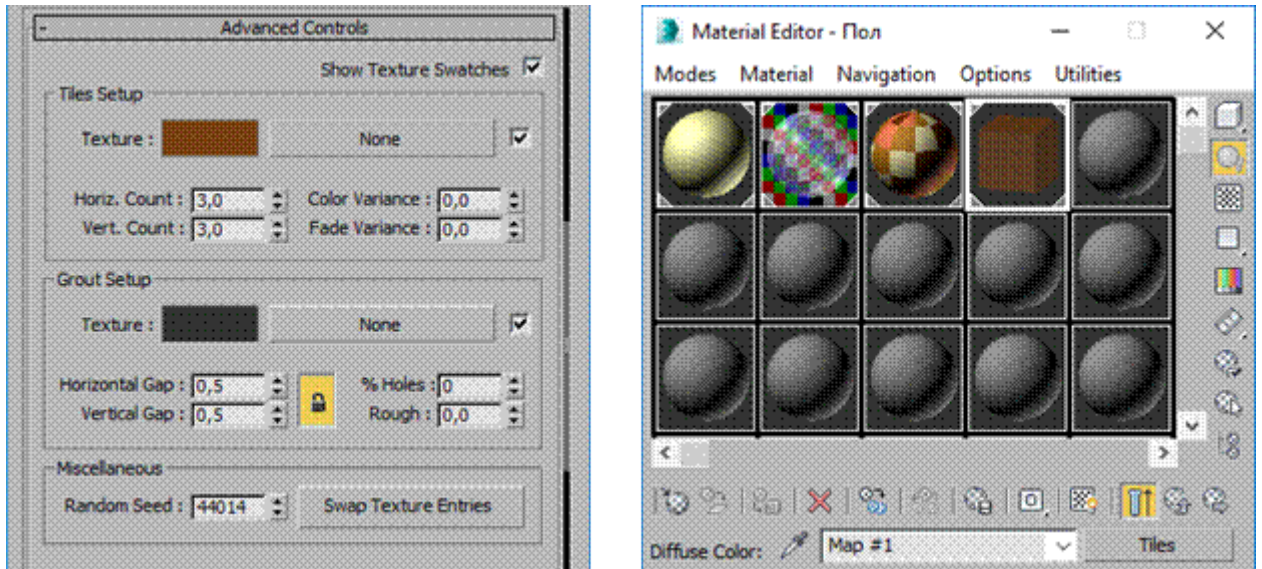 - Advanced Controls
Show Texture Swatches
Tiles Setup
Texture : None
Horiz. Count : 3,0 Color Variance : 0,0
Vert. Count : 3,0 Fade Variance : 0,0
Grout Setup
Texture : None
Horizontal Gap : 0,5 % Holes : 0
Vertical Gap : 0,5 Rough : 0,0
Miscellaneous
Random Seed : 44014 Swap Texture Entries
Material Editor - Пол
Modes Material Navigation Options Utilities
Diffuse Color: Map #1 Tiles